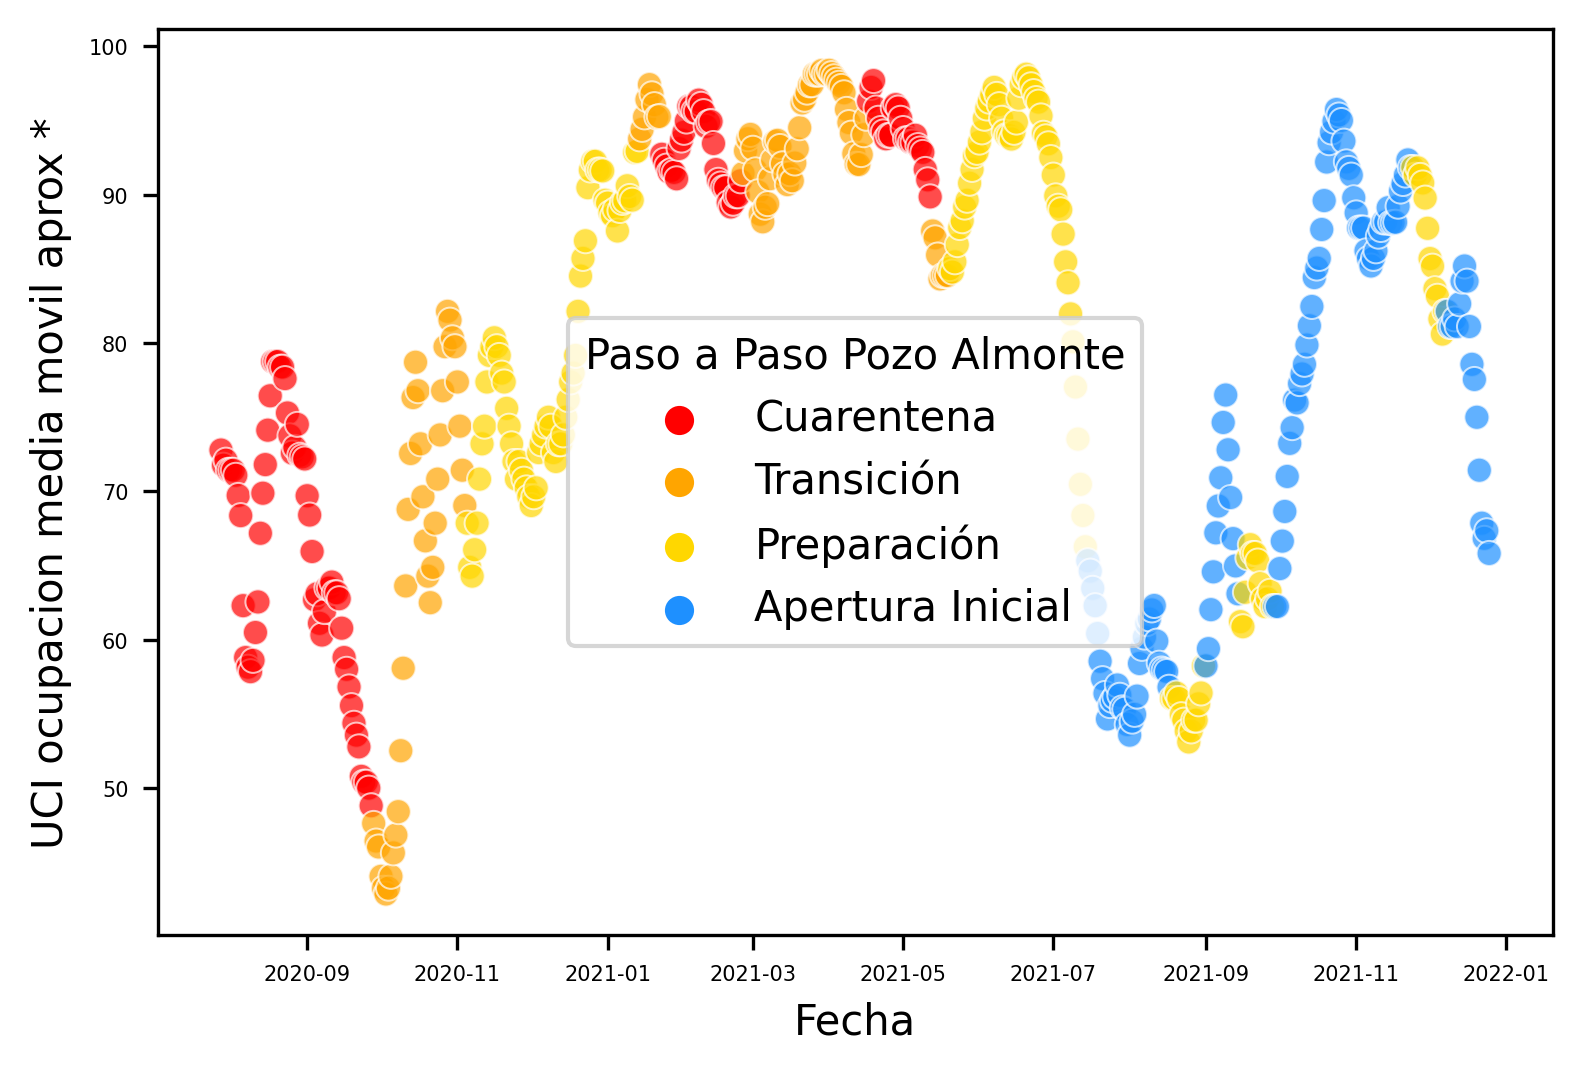 100
90
80
70
60
50
UCI ocupacion media movil aprox *
Paso a Paso Pozo Almonte
Cuarentena
Transición
Preparación
Apertura Inicial
2020-09 2020-11 2021-01 2021-03 2021-05 2021-07 2021-09 2021-11 2022-01
Fecha